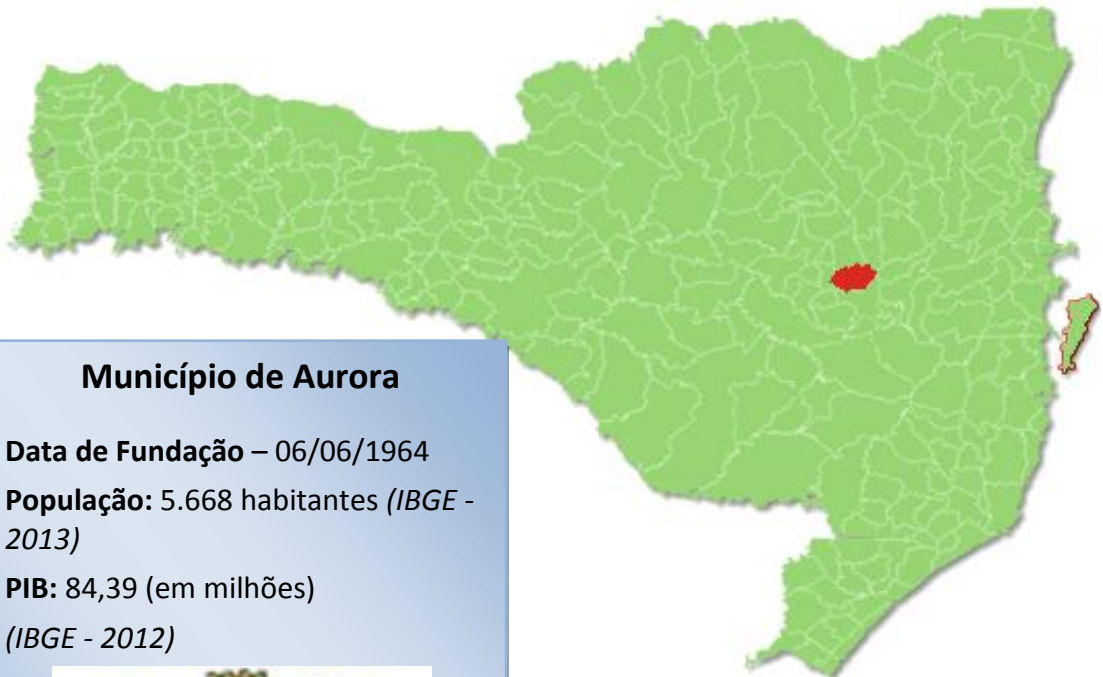 Município de Aurora
Data de Fundação – 06/06/1964
População: 5.668 habitantes (IBGE -
2013)
PIB: 84,39 (em milhões)
(IBGE - 2012)